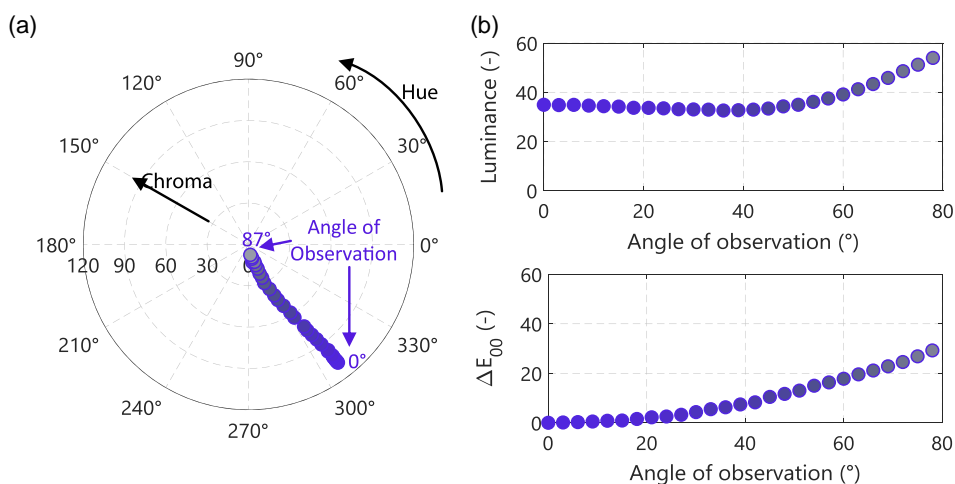 (a)
90°
120°
60°
Hue
150°
30°
Chroma
87°
Angle of
Observation
180°
0°
120 90 60 30 0
210°
330°
0°
240°
300°
270°
(b)
60
40
20
0
Luminance (-)
0 20 40 60 80
Angle of observation (°)
60
40
20
0
ΔE00 (-)
0 20 40 60 80
Angle of observation (°)